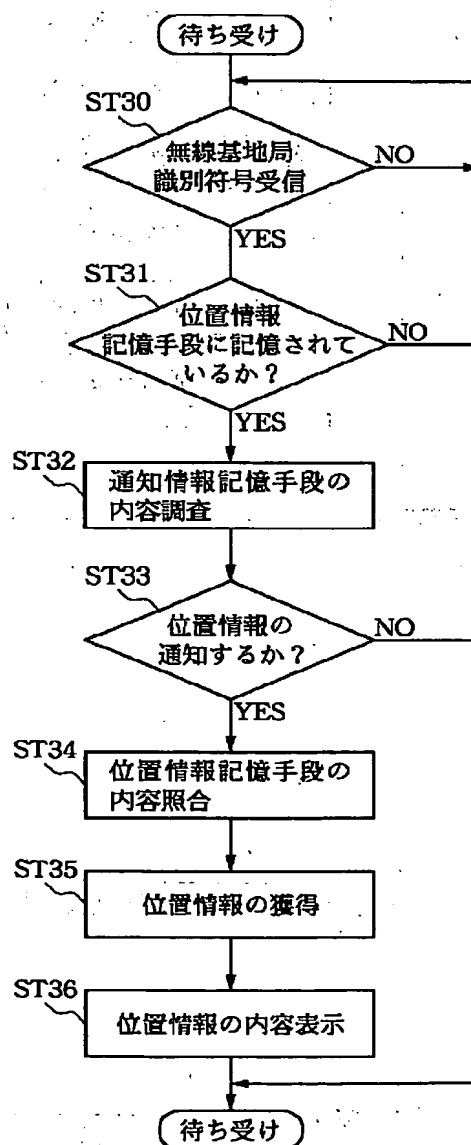 待ち受け
ST30
無線基地局
識別符号受信
NO
YES
ST31
位置情報
記憶手段に記憶されて
いるか？
NO
YES
ST32
通知情報記憶手段の
内容調査
ST33
位置情報の
通知するか？
NO
YES
ST34
位置情報記憶手段の
内容照合
ST35
位置情報の獲得
ST36
位置情報の内容表示
待ち受け